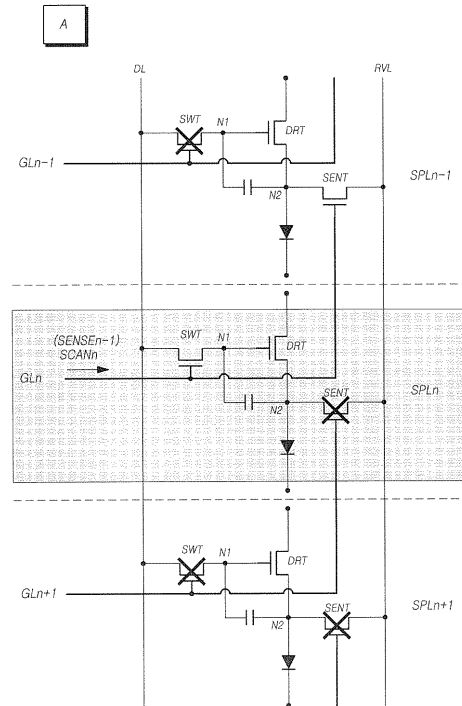 A
DL
RVL
SWT
N1
DRT
GLn-1
SENT
SPLn-1
N2
(SENSEn-1)
SCANn
SWT
N1
DRT
GLn
SENT
SPLn
N2
SWT
N1
DRT
GLn+1
SENT
SPLn+1
N2